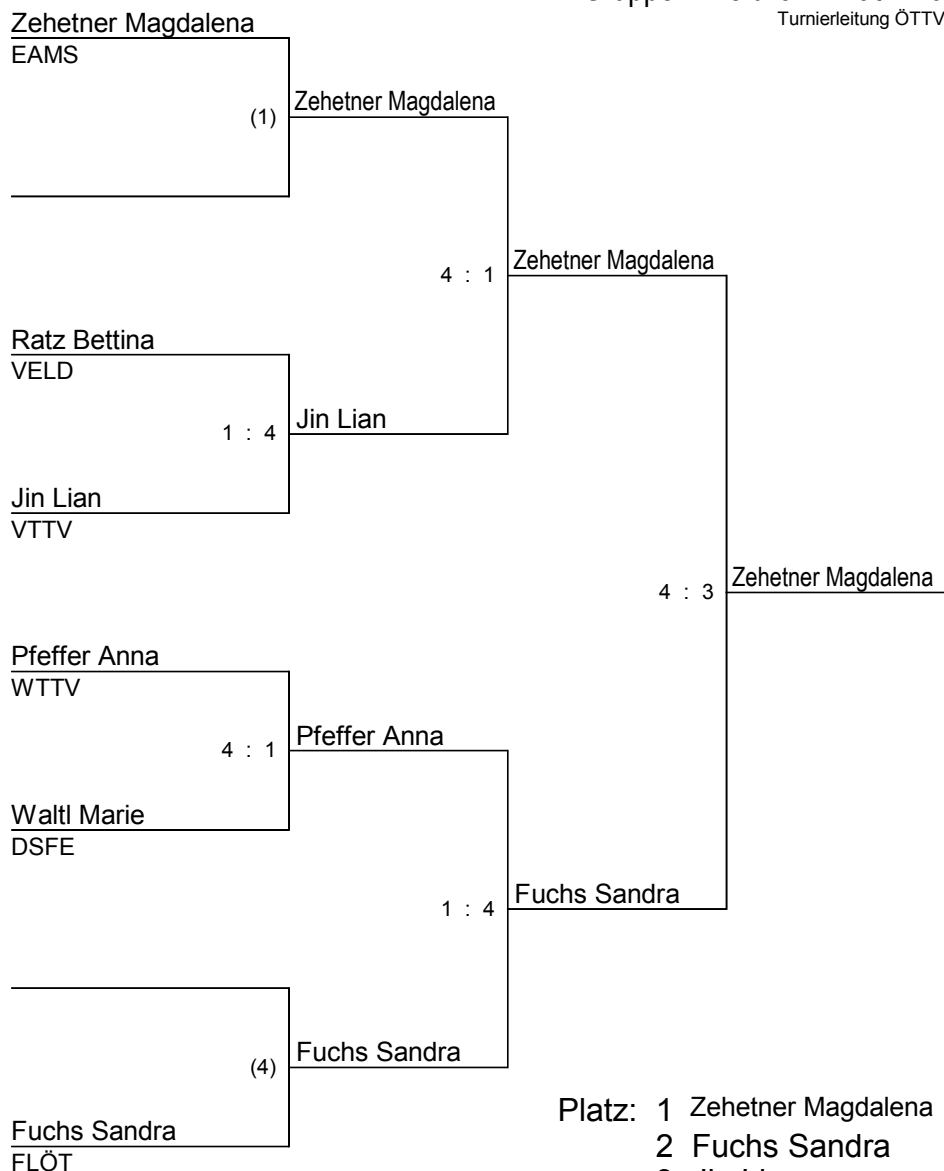 Turnierleitung ÖTTV
Zehetner Magdalena
EAMS
(1) Zehetner Magdalena
4 : 1 Zehetner Magdalena
Ratz Bettina
VELD
1 : 4 Jin Lian
Jin Lian
VTTV
4 : 3 Zehetner Magdalena
Pfeffer Anna
WTTV
4 : 1 Pfeffer Anna
Waltl Marie
DSFE
1 : 4 Fuchs Sandra
(4) Fuchs Sandra
Platz: 1 Zehetner Magdalena
Fuchs Sandra
2 Fuchs Sandra
FLÖT